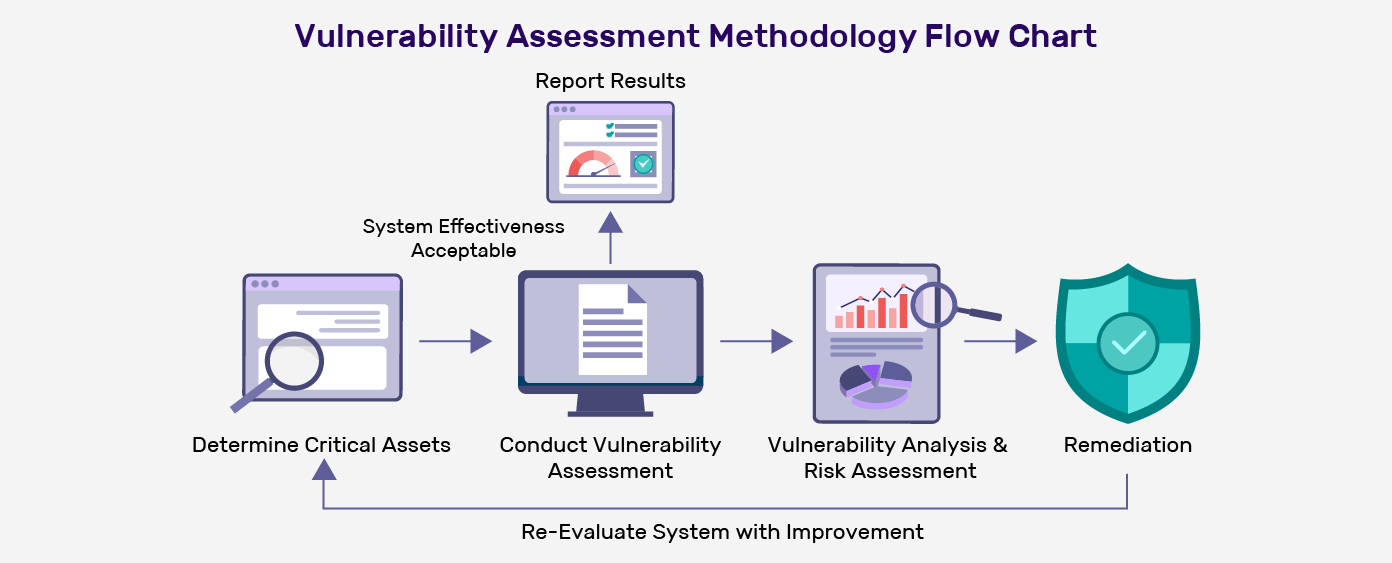 Vulnerability Assessment Methodology Flow Chart
Report Results
System Effectiveness
Acceptable
Determine Critical Assets
Conduct Vulnerability
Assessment
Vulnerability Analysis &
Risk Assessment
Remediation
Re-Evaluate System with Improvement